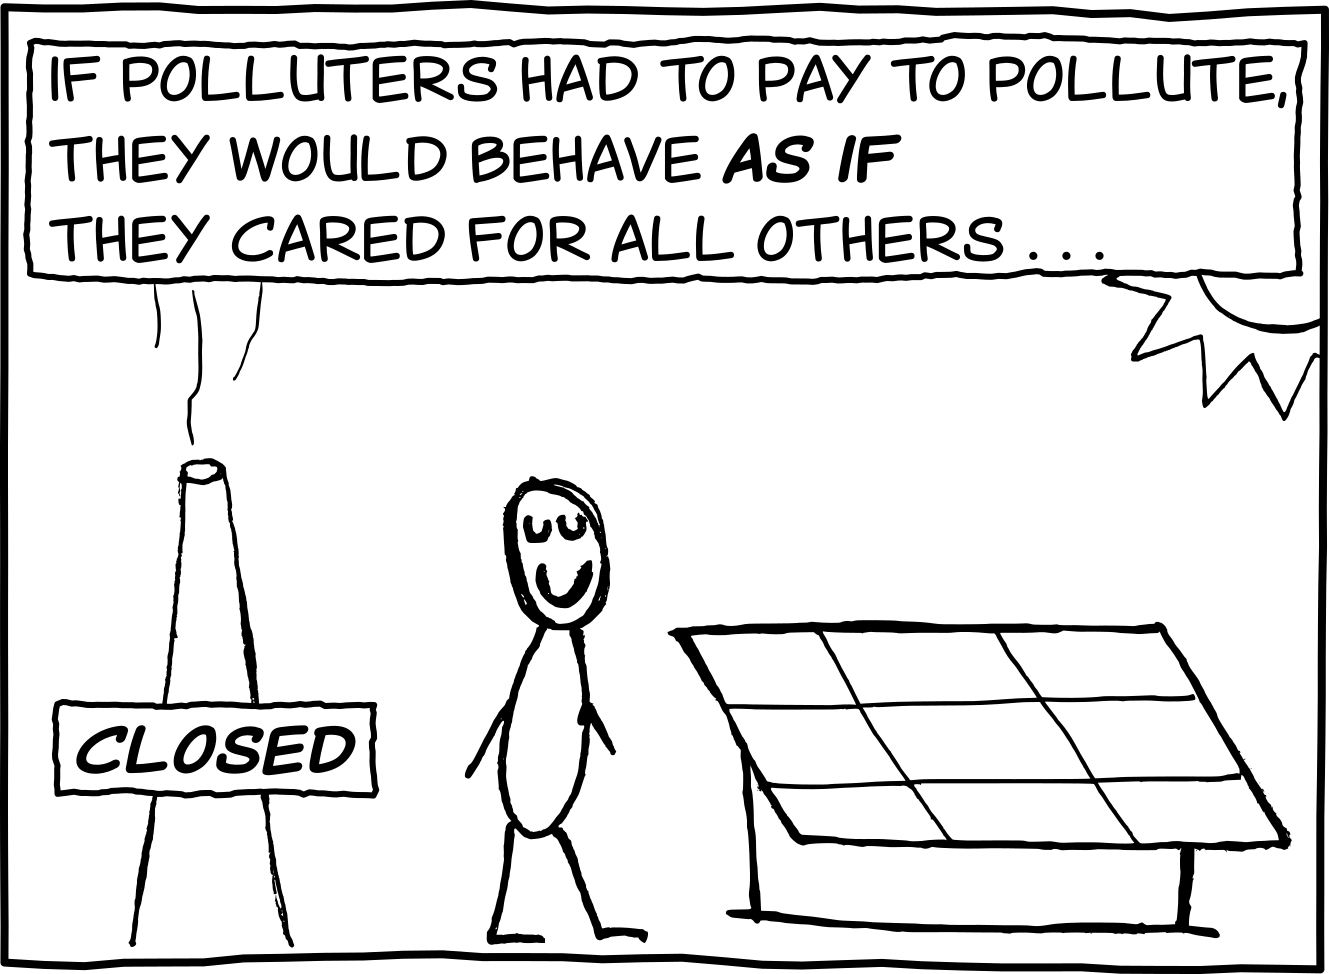 IF POLLUTERS HAD TO PAY TO POLLUTE,
THEY WOULD BEHAVE AS IF
THEY CARED FOR ALL OTHERS . . .
CLOSED